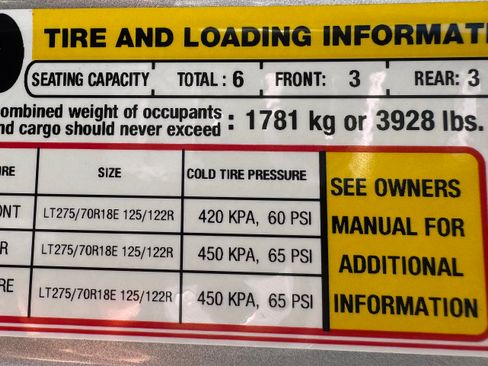 TIRE AND LOADING INFORMATI
SEATING CAPACITY TOTAL : 6 FRONT: 3 REAR: 3
ombined weight of occupants
nd cargo should never exceed : 1781 kg or 3928 lbs.
IRE SIZE COLD TIRE PRESSURE
ONT LT275/70R18E 125/122R 420 KPA, 60 PSI
R LT275/70R18E 125/122R 450 KPA, 65 PSI
RE LT275/70R18E 125/122R 450 KPA, 65 PSI
SEE OWNERS
MANUAL FOR
ADDITIONAL
INFORMATION